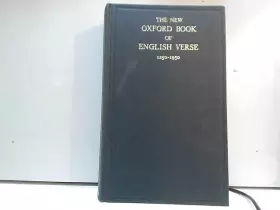 THE NEW
OXFORD BOOK
OF
ENGLISH VERSE
1250-1950